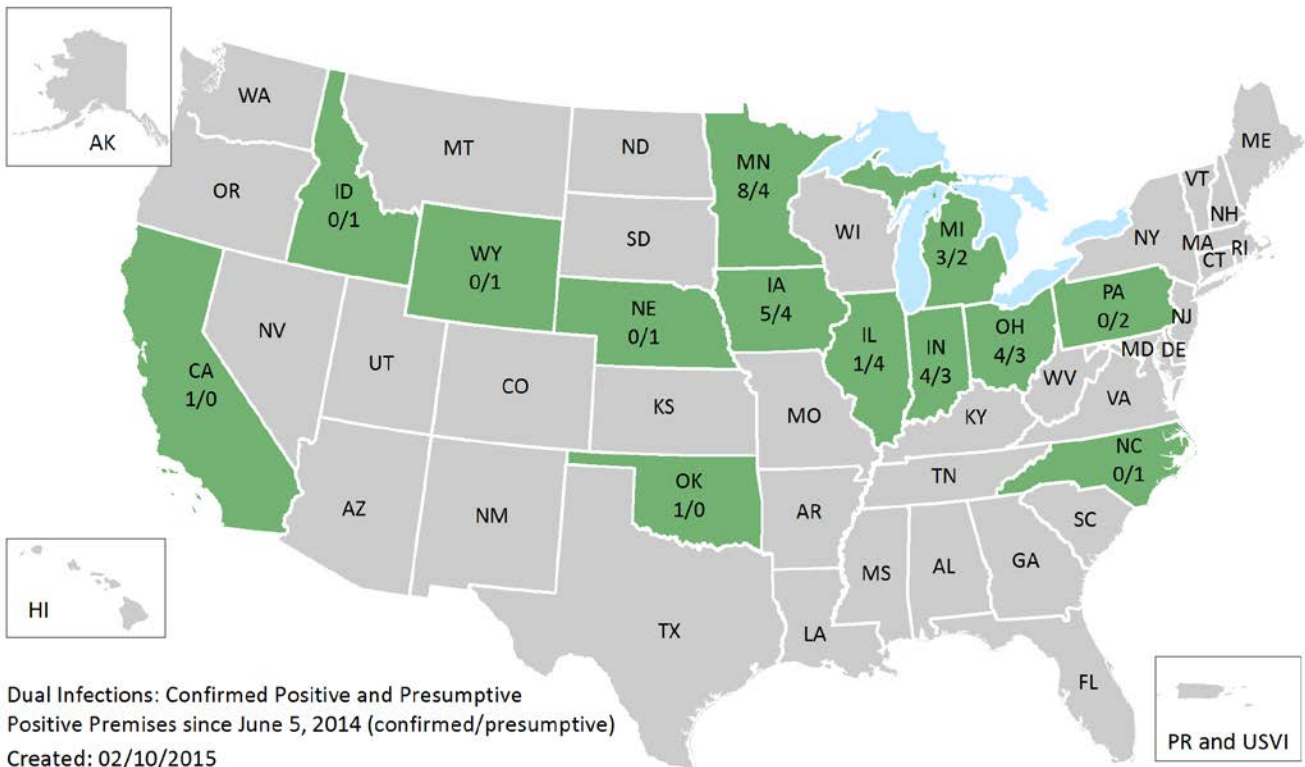 AK
WA
MT
ND
MN
8/4
ME
OR
ID
0/1
SD
WI
MI
3/2
NY
VT
NH
MA
RI
CT
WY
0/1
IA
5/4
NE
0/1
PA
0/2
NJ
CA
1/0
NV
UT
CO
KS
MO
IL
1/4
IN
4/3
OH
4/3
MD
DE
WV
VA
KY
NC
0/1
AZ
NM
OK
1/0
AR
TN
SC
HI
TX
LA
MS
AL
GA
FL
Dual Infections: Confirmed Positive and Presumptive
Positive Premises since June 5, 2014 (confirmed/presumptive)
Created: 02/10/2015
PR and USVI